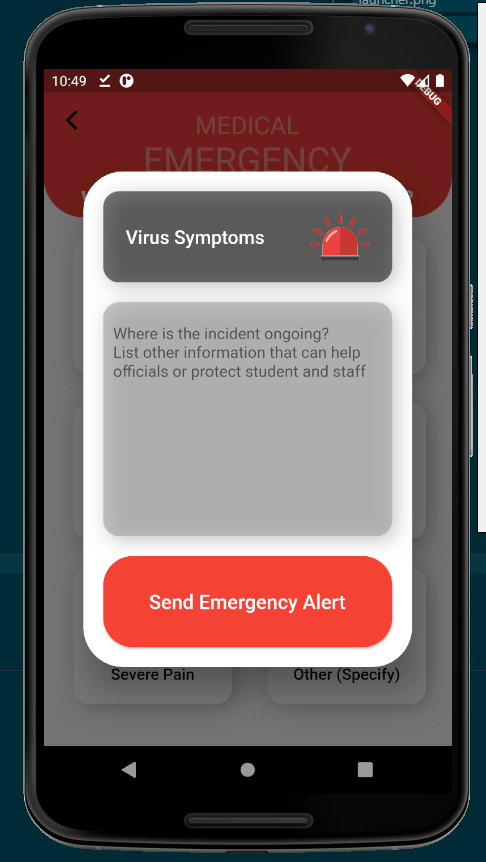 launcher.png
10:49
DEBUG
MEDICAL
EMERGENCY
Virus Symptoms
Where is the incident ongoing?
List other information that can help
officials or protect student and staff
Send Emergency Alert
Severe Pain
Other (Specify)